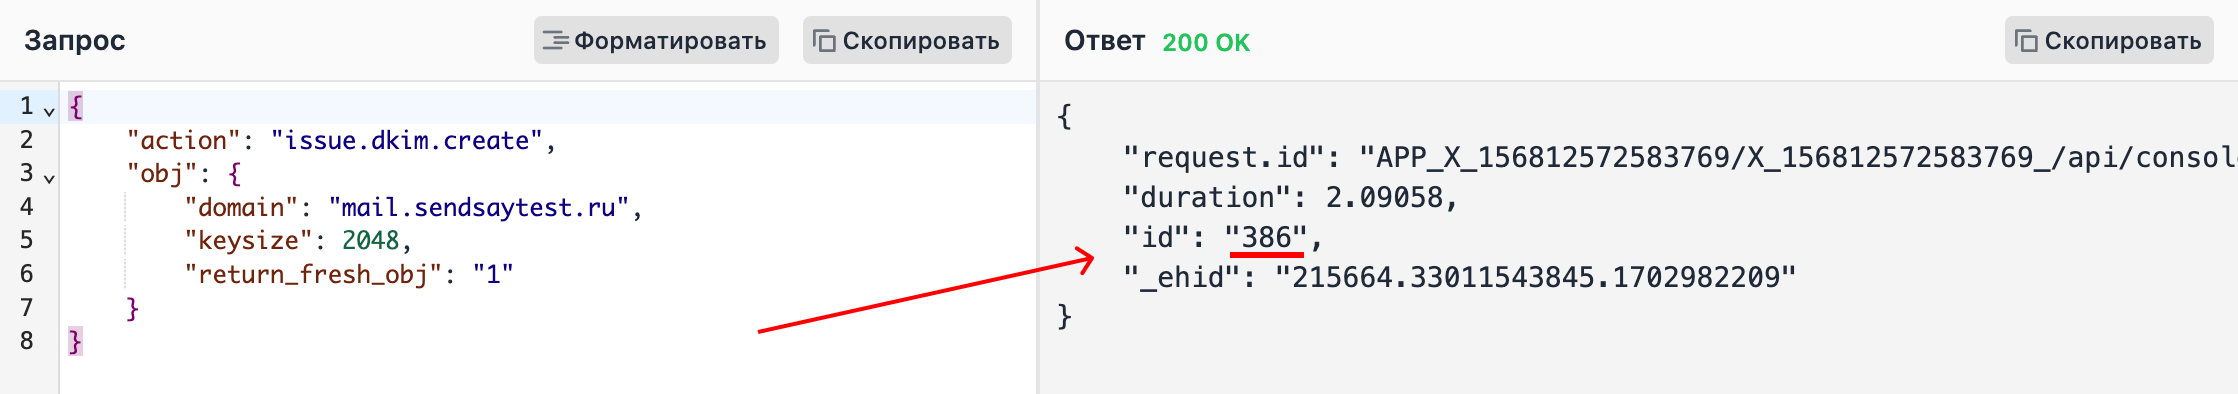 Запрос
Форматировать
Скопировать
1 {
2 "action": "issue.dkim.create",
3 "obj": {
4 "domain": "mail.sendsaytest.ru",
5 "keysize": 2048,
6 "return_fresh_obj": "1"
7 }
8 }
Ответ 200 OK
Скопировать
{
"request.id": "APP_X_156812572583769/X_156812572583769_/api/consol
"duration": 2.09058,
"id": "386",
"_ehid": "215664.33011543845.1702982209"
}